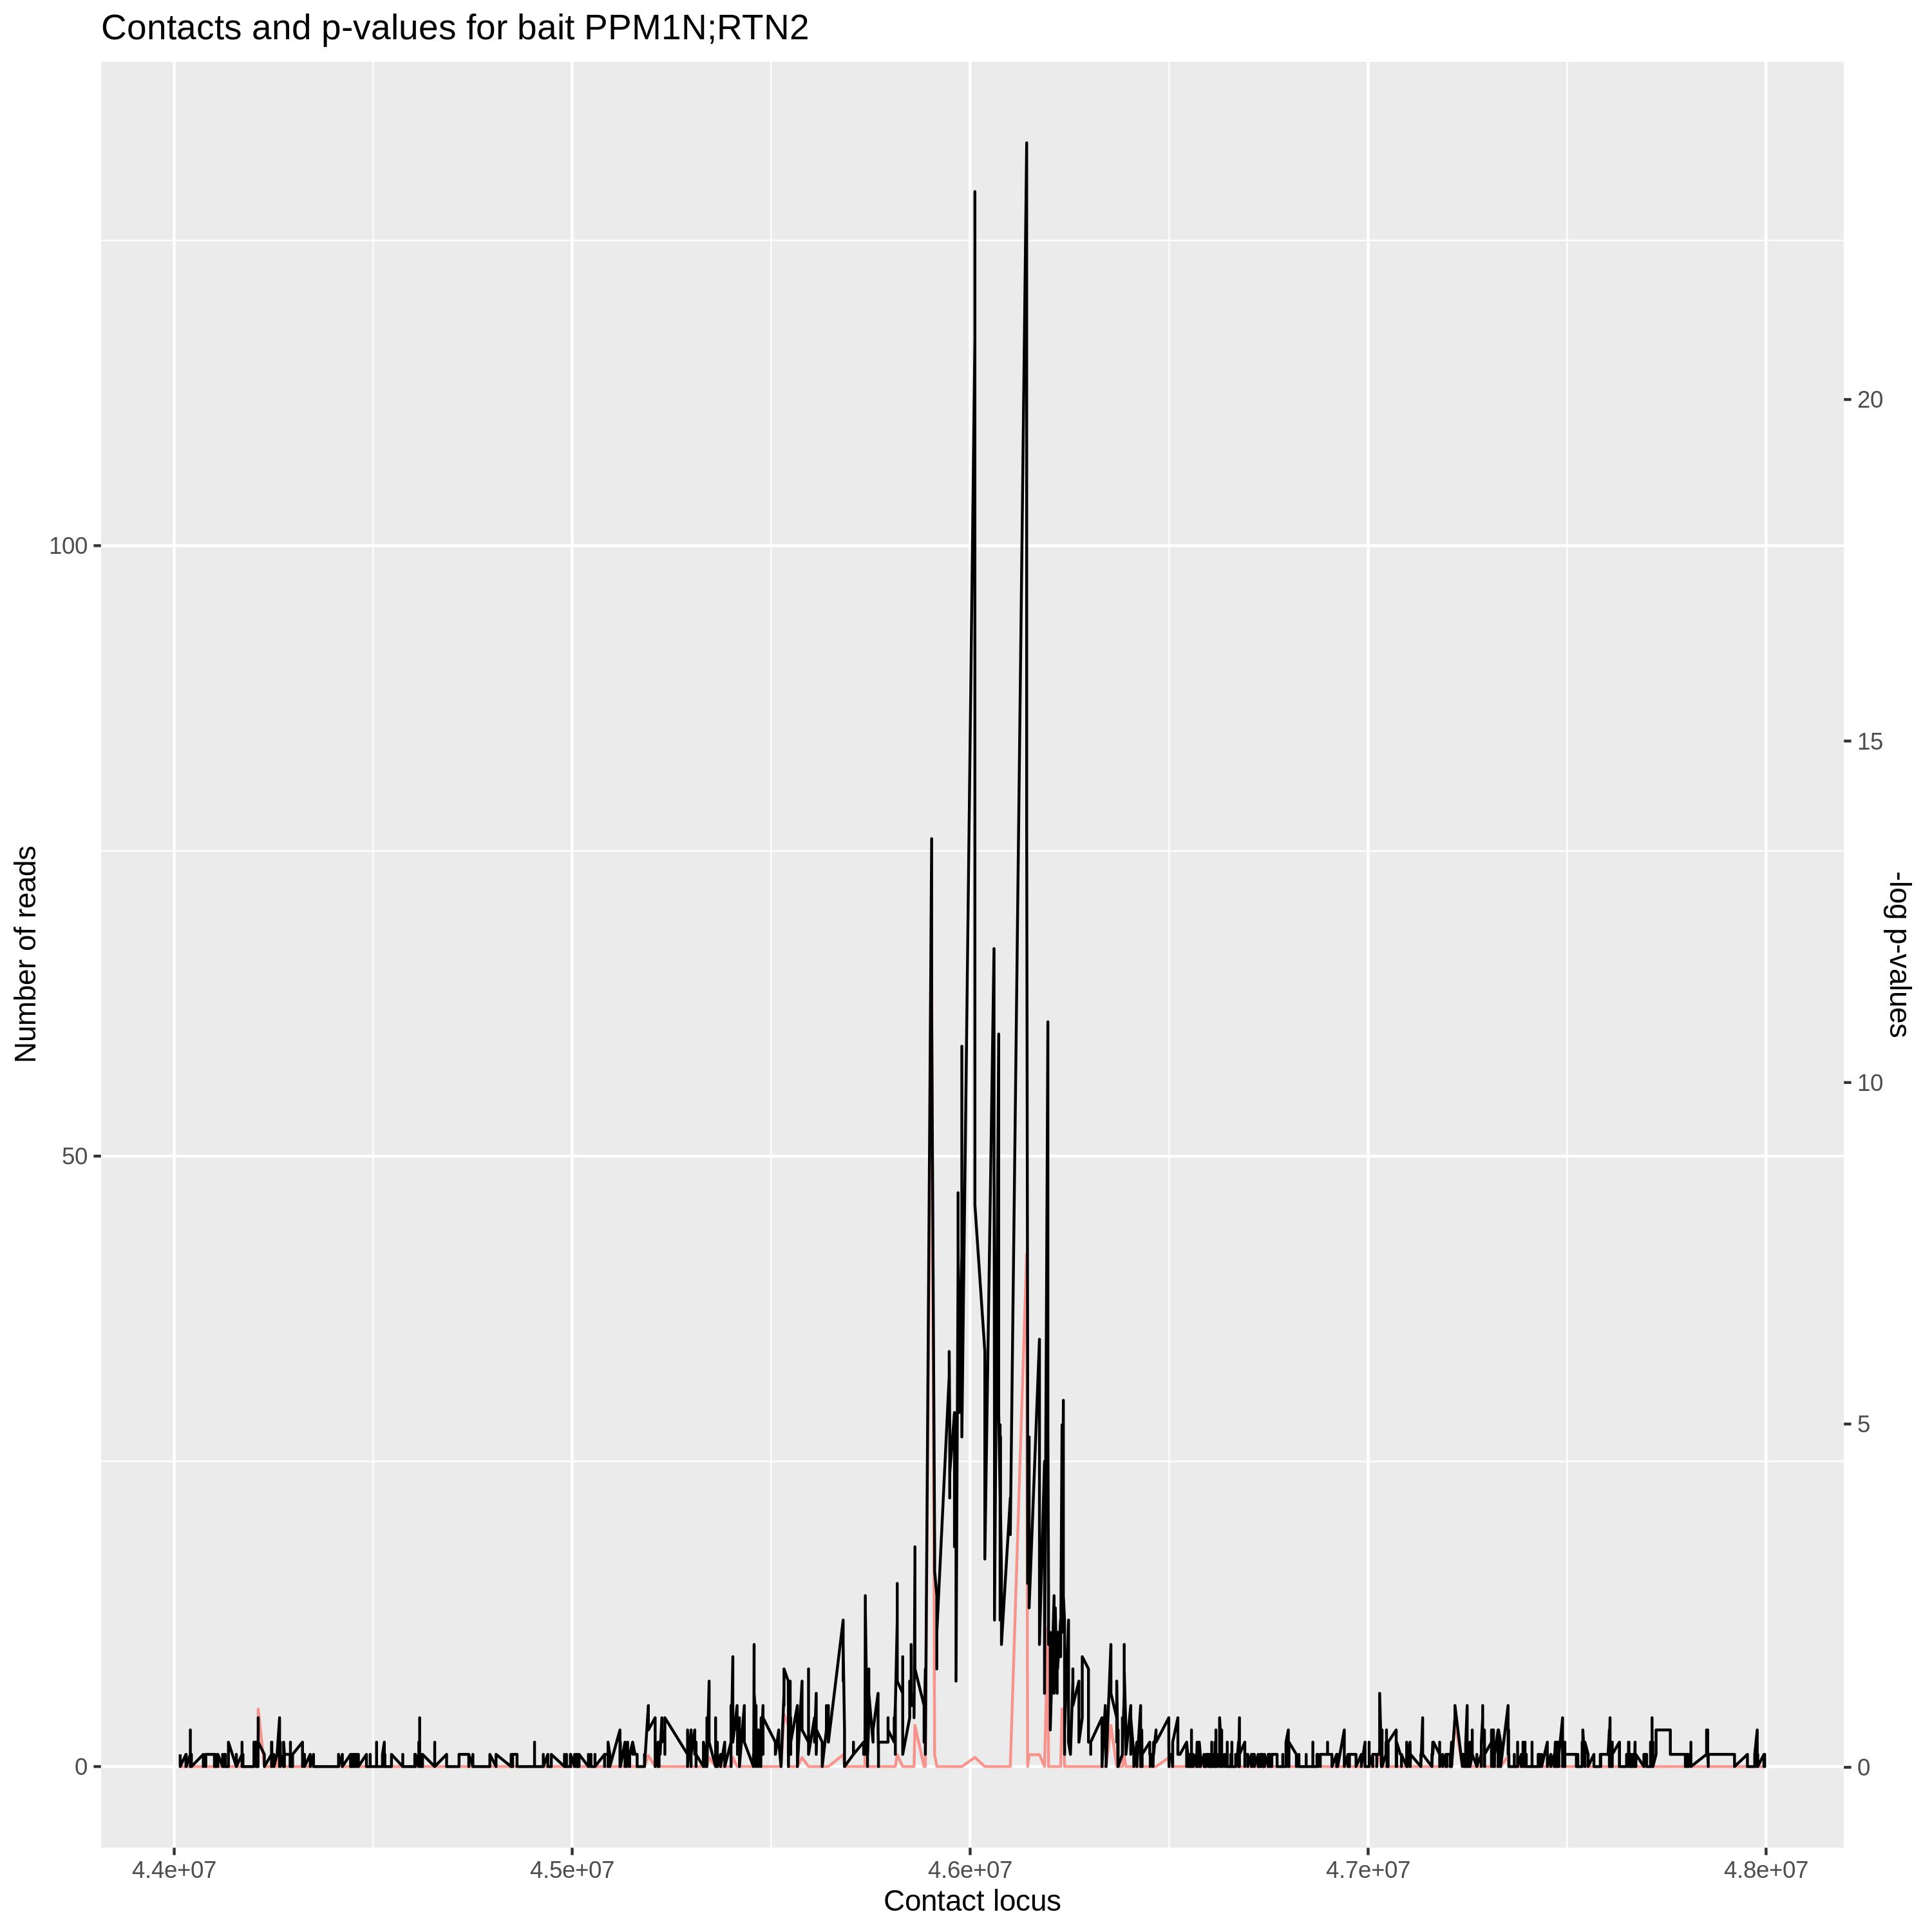 Contacts and p-values for bait PPM1N;RTN2
Number of reads
100
50
0
20
15
10
5
0
-log p-values
4.4e+07
4.5e+07
4.6e+07
4.7e+07
4.8e+07
Contact locus